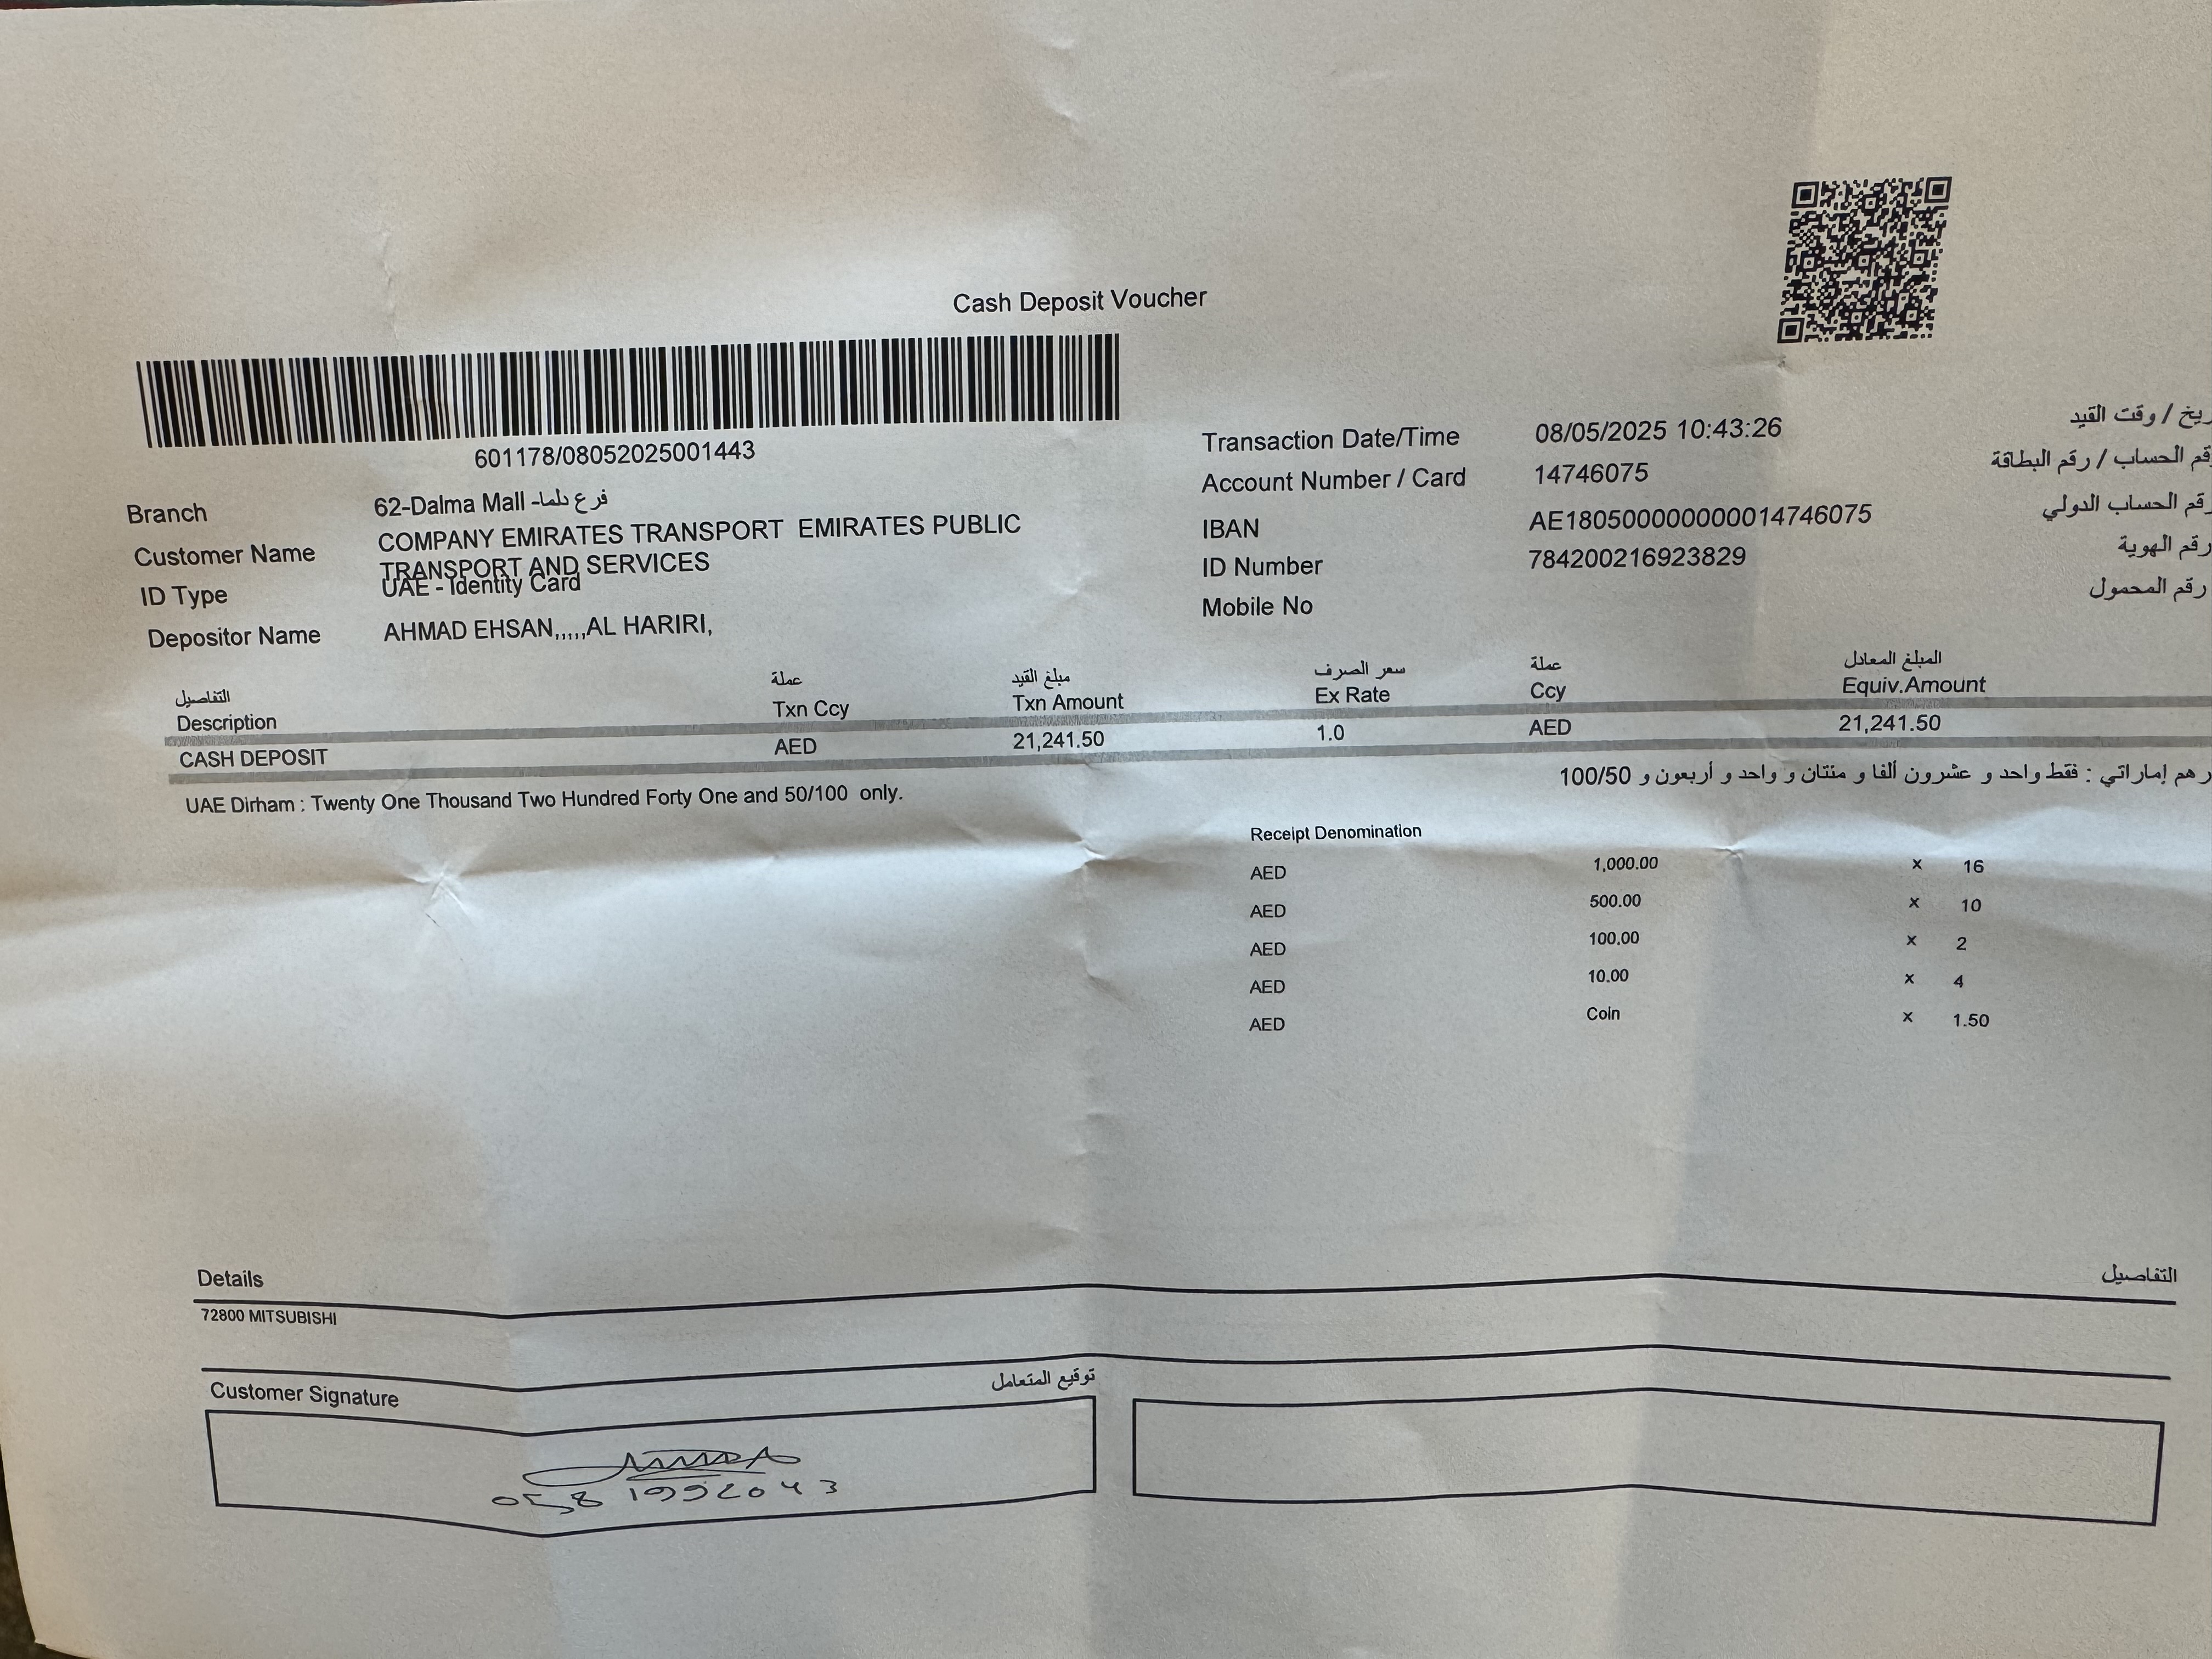 Cash Deposit Voucher
601178/08052025001443
Transaction Date/Time 08/05/2025 10:43:26 وقت القيد /
Account Number / Card 14746075 الحساب / رقم البطاقة
Branch 62-Dalma Mall -فرع دلما
IBAN AE180500000000014746075 الحساب الدولي
Customer Name COMPANY EMIRATES TRANSPORT EMIRATES PUBLIC
TRANSPORT AND SERVICES
ID Number 784200216923829 رقم الهوية
ID Type UAE - Identity Card
Mobile No رقم المحمول
Depositor Name AHMAD EHSAN,,,,,AL HARIRI,
التفاصيل عملة مبلغ القيد سعر الصرف عملة المبلغ المعادل
Description Txn Ccy Txn Amount Ex Rate Ccy Equiv.Amount
CASH DEPOSIT AED 21,241.50 1.0 AED 21,241.50
UAE Dirham : Twenty One Thousand Two Hundred Forty One and 50/100 only.
إماراتي : فقط واحد و عشرون ألفا و مئتان و واحد و أربعون و 100/50
Receipt Denomination
AED 1,000.00 x 16
AED 500.00 x 10
AED 100.00 x 2
AED 10.00 x 4
AED Coin x 1.50
Details التفاصيل
72800 MITSUBISHI
Customer Signature توقيع المتعامل
058 1992043